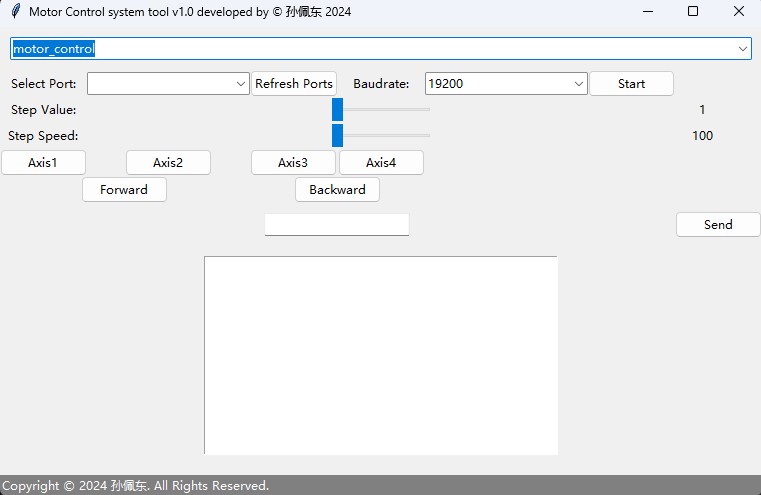 Motor Control system tool v1.0 developed by © 孙佩东 2024
motor_control
Select Port: Refresh Ports Baudrate: 19200 Start
Step Value: 1
Step Speed: 100
Axis1 Axis2 Axis3 Axis4
Forward Backward
Send
Copyright © 2024 孙佩东. All Rights Reserved.